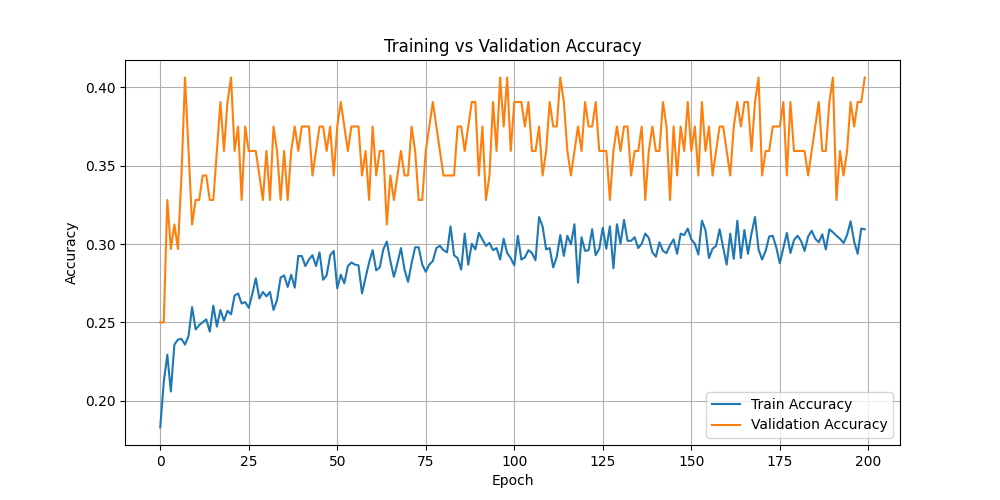 Training vs Validation Accuracy
Accuracy
0.40
0.35
0.30
0.25
0.20
0 25 50 75 100 125 150 175 200
Epoch
Train Accuracy
Validation Accuracy